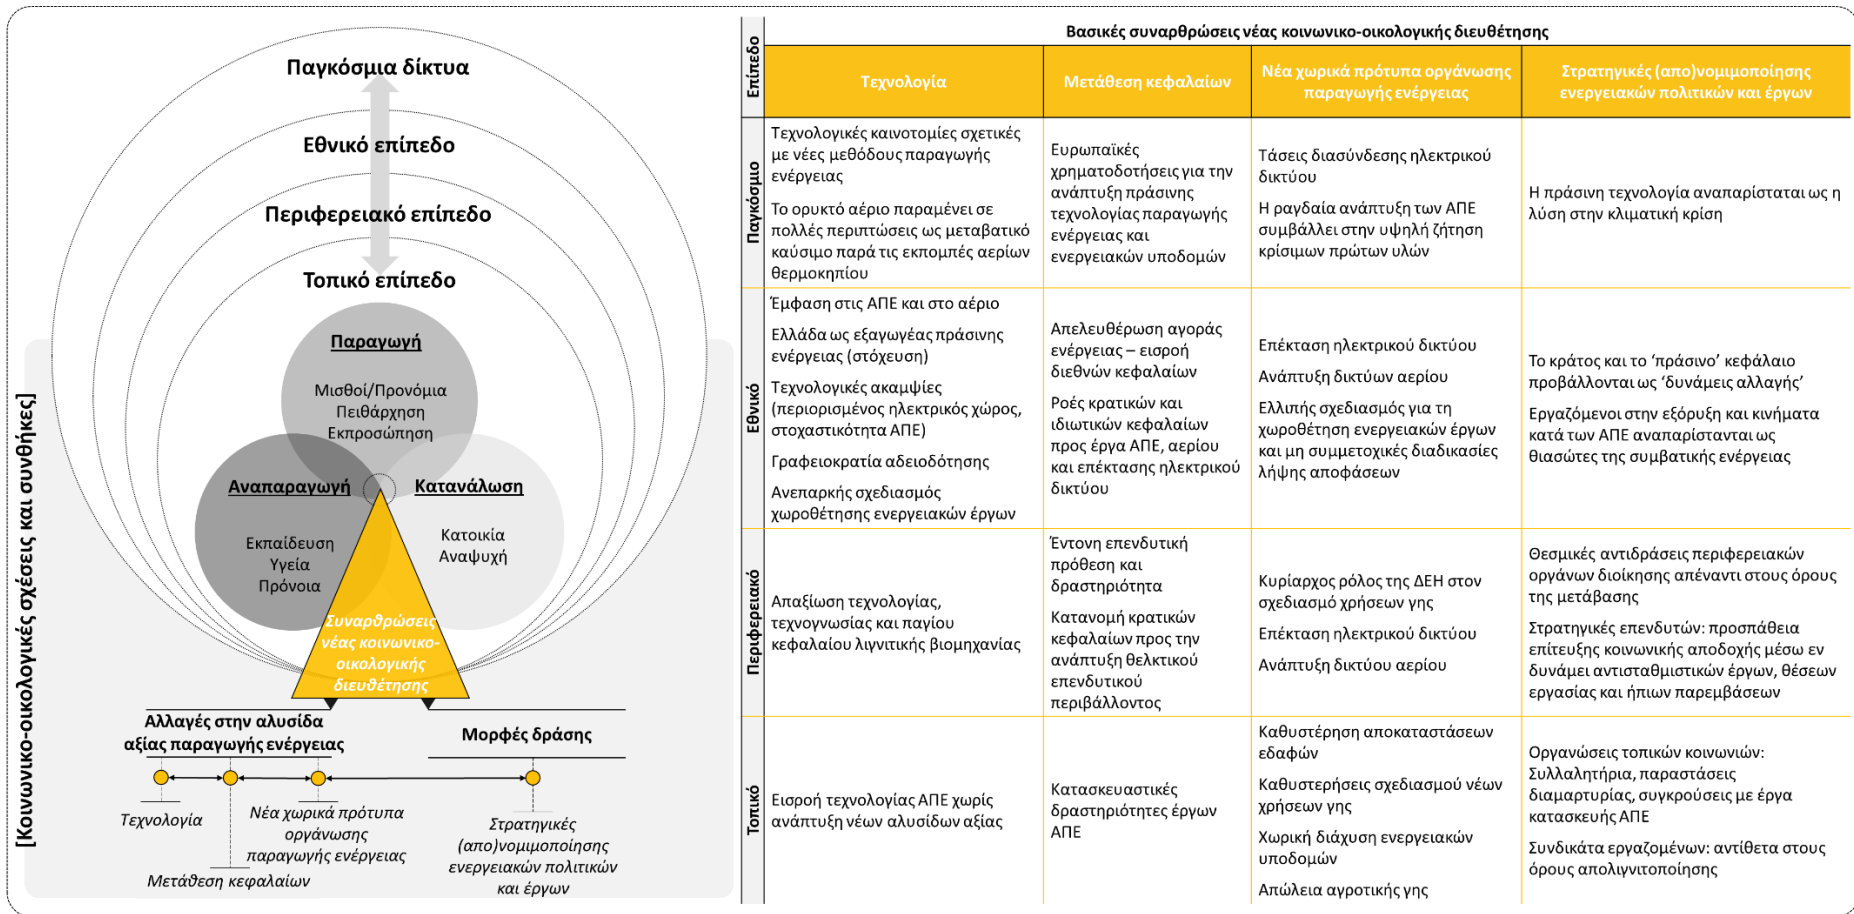 [Κοινωνικο-οικολογικές σχέσεις και συνθήκες]
Παγκόσμια δίκτυα
Εθνικό επίπεδο
Περιφερειακό επίπεδο
Τοπικό επίπεδο
Παραγωγή
Μισθοί/Προνόμια
Πειθάρχηση
Εκπροσώπηση
Αναπαραγωγή
Εκπαίδευση
Υγεία
Πρόνοια
Κατανάλωση
Κατοικία
Αναψυχή
Συναρθρώσεις
νέας κοινωνικο-
οικολογικής
διευθέτησης
Αλλαγές στην αλυσίδα
αξίας παραγωγής ενέργειας
Μορφές δράσης
Τεχνολογία
Μετάθεση κεφαλαίων
Νέα χωρικά πρότυπα
οργάνωσης
παραγωγής ενέργειας
Στρατηγικές
(απο)νομιμοποίησης
ενεργειακών πολιτικών
και έργων
Επίπεδο
Βασικές συναρθρώσεις νέας κοινωνικο-οικολογικής διευθέτησης
Τεχνολογία
Μετάθεση κεφαλαίων
Νέα χωρικά πρότυπα οργάνωσης
παραγωγής ενέργειας
Στρατηγικές (απο)νομιμοποίησης
ενεργειακών πολιτικών και έργων
Παγκόσμιο
Τεχνολογικές καινοτομίες σχετικές
με νέες μεθόδους παραγωγής
ενέργειας
Το ορυκτό αέριο παραμένει σε
πολλές περιπτώσεις ως μεταβατικό
καύσιμο παρά τις εκπομπές αερίων
θερμοκηπίου
Ευρωπαϊκές
χρηματοδοτήσεις για την
ανάπτυξη πράσινης
τεχνολογίας παραγωγής
ενέργειας και
ενεργειακών υποδομών
Τάσεις διασύνδεσης ηλεκτρικού
δικτύου
Η ραγδαία ανάπτυξη των ΑΠΕ
συμβάλλει στην υψηλή ζήτηση
κρίσιμων πρώτων υλών
Η πράσινη τεχνολογία αναπαρίσταται ως η
λύση στην κλιματική κρίση
Εθνικό
Έμφαση στις ΑΠΕ και στο αέριο
Ελλάδα ως εξαγωγέας πράσινης
ενέργειας (στόχευση)
Τεχνολογικές ακαμψίες
(περιορισμένος ηλεκτρικός χώρος,
στοχαστικότητα ΑΠΕ)
Γραφειοκρατία αδειοδότησης
Ανεπαρκής σχεδιασμός
χωροθέτησης ενεργειακών έργων
Απελευθέρωση αγοράς
ενέργειας – εισροή
διεθνών κεφαλαίων
Ροές κρατικών και
ιδιωτικών κεφαλαίων
προς έργα ΑΠΕ, αερίου
και επέκτασης ηλεκτρικού
δικτύου
Επέκταση ηλεκτρικού δικτύου
Ανάπτυξη δικτύων αερίου
Ελλιπής σχεδιασμός για τη
χωροθέτηση ενεργειακών έργων
και μη συμμετοχικές διαδικασίες
λήψης αποφάσεων
Το κράτος και το ‘πράσινο’ κεφάλαιο
προβάλλονται ως ‘δυνάμεις αλλαγής’
Εργαζόμενοι στην εξόρυξη και κινήματα
κατά των ΑΠΕ αναπαρίστανται ως
θιασώτες της συμβατικής ενέργειας
Περιφερειακό
Απαξίωση τεχνολογίας,
τεχνογνωσίας και παγίου
κεφαλαίου λιγνιτικής βιομηχανίας
Έντονη επενδυτική
πρόθεση και
δραστηριότητα
Κατανομή κρατικών
κεφαλαίων προς την
ανάπτυξη θελκτικού
επενδυτικού
περιβάλλοντος
Κυρίαρχος ρόλος της ΔΕΗ στον
σχεδιασμό χρήσεων γης
Επέκταση ηλεκτρικού δικτύου
Ανάπτυξη δικτύου αερίου
Θεσμικές αντιδράσεις περιφερειακών
οργάνων διοίκησης απέναντι στους όρους
της μετάβασης
Στρατηγικές επενδυτών: προσπάθεια
επίτευξης κοινωνικής αποδοχής μέσω εν
δυνάμει αντισταθμιστικών έργων, θέσεων
εργασίας και ήπιων παρεμβάσεων
Τοπικό
Εισροή τεχνολογίας ΑΠΕ χωρίς
ανάπτυξη νέων αλυσίδων αξίας
Κατασκευαστικές
δραστηριότητες έργων
ΑΠΕ
Καθυστέρηση αποκαταστάσεων
εδαφών
Καθυστερήσεις σχεδιασμού νέων
χρήσεων γης
Χωρική διάχυση ενεργειακών
υποδομών
Απώλεια αγροτικής γης
Οργανώσεις τοπικών κοινωνιών:
Συλλαλητήρια, παραστάσεις
διαμαρτυρίας, συγκρούσεις με έργα
κατασκευής ΑΠΕ
Συνδικάτα εργαζομένων: αντίθετα στους
όρους απολιγνιτοποίησης